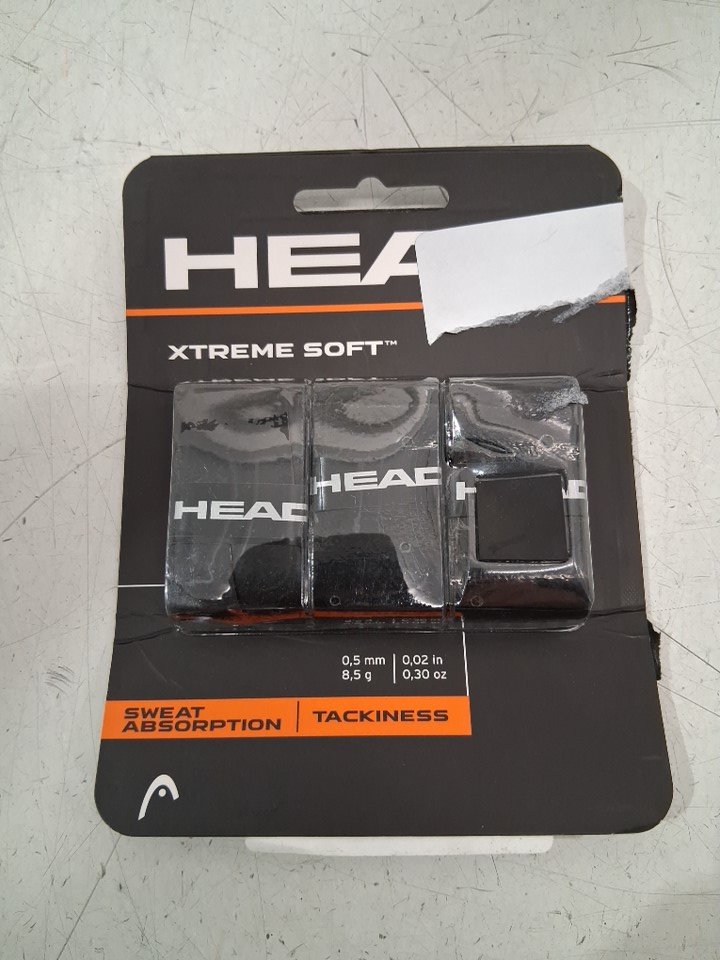 HEA
XTREME SOFT™
HEAD
HEAD
HEAD
0,5 mm | 0,02 in
8,5 g | 0,30 oz
SWEAT
ABSORPTION | TACKINESS